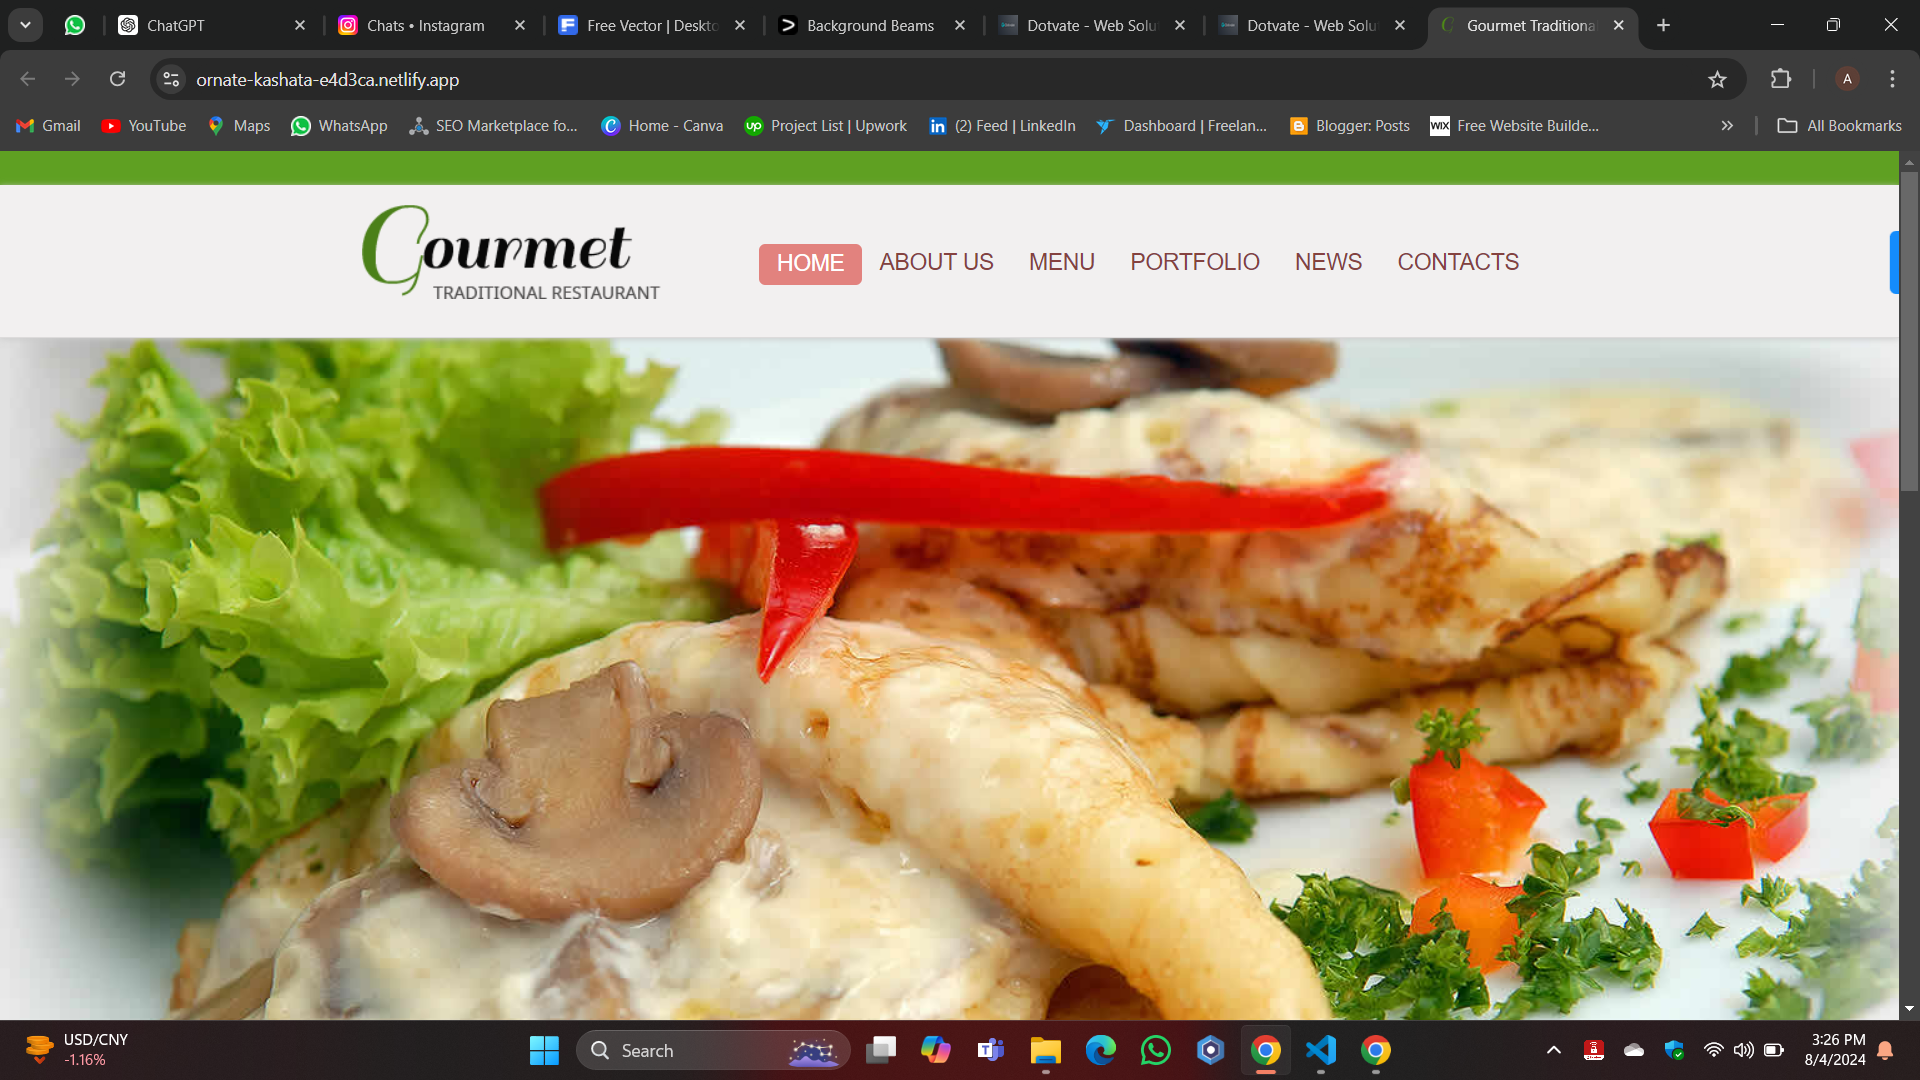 ChatGPT
Chats • Instagram
Free Vector | Deskto
Background Beams
Dotvate - Web Solu
Dotvate - Web Solu
Gourmet Traditiona
ornate-kashata-e4d3ca.netlify.app
A
Gmail
YouTube
Maps
WhatsApp
SEO Marketplace fo...
Home - Canva
up
Project List | Upwork
in
(2) Feed | LinkedIn
Dashboard | Freelan...
Blogger: Posts
WIX
Free Website Builde...
All Bookmarks
Gourmet
TRADITIONAL RESTAURANT
HOME
ABOUT US
MENU
PORTFOLIO
NEWS
CONTACTS
USD/CNY
-1.16%
Search
3:26 PM
8/4/2024